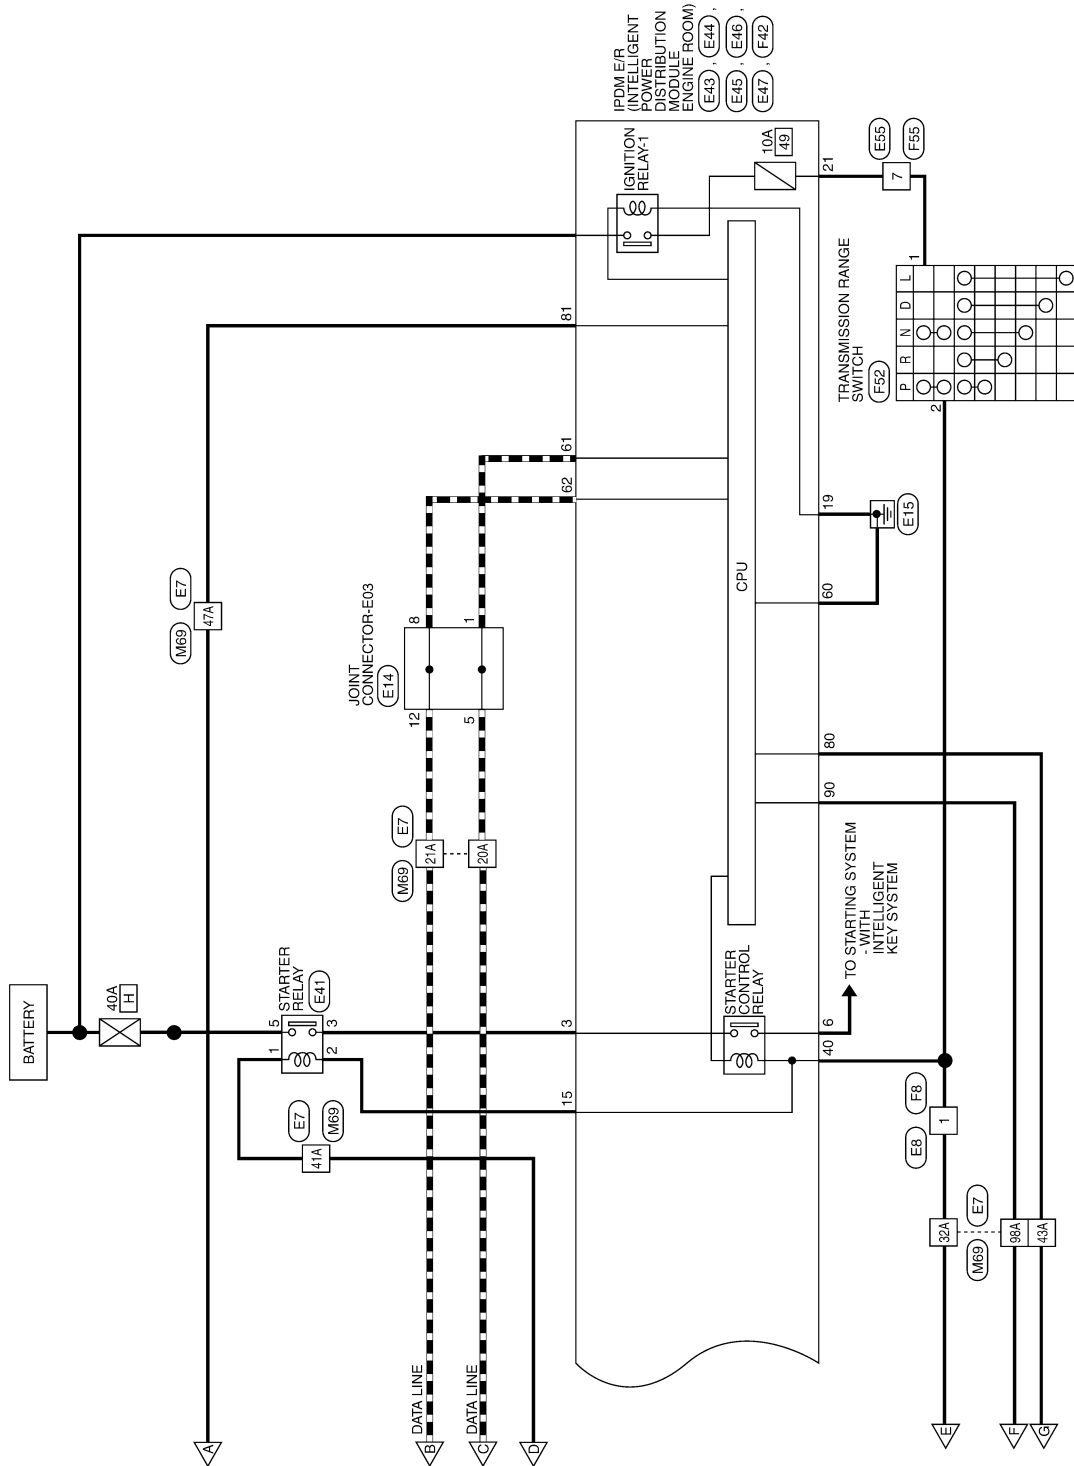 BATTERY
40A
H
STARTER
RELAY
E41
5
3
1
2
E7
M69
41A
M69
E7
47A
JOINT
CONNECTOR-E03
E14
8
1
12
5
M69
E7
21A
20A
DATA LINE
DATA LINE
A
B
C
D
IPDM E/R
(INTELLIGENT
POWER
DISTRIBUTION
MODULE
ENGINE ROOM)
E43 , E44 ,
E45 , E46 ,
E47 , F42
IGNITION
RELAY-1
10A
49
81
61
62
3
15
CPU
STARTER
CONTROL
RELAY
21
19
60
80
90
6
40
E55
F55
7
TRANSMISSION RANGE
SWITCH
F52
1
2
P R N D L
E15
TO STARTING SYSTEM
- WITH
INTELLIGENT
KEY SYSTEM
E8
F8
1
M69
E7
32A
98A
43A
E
F
G